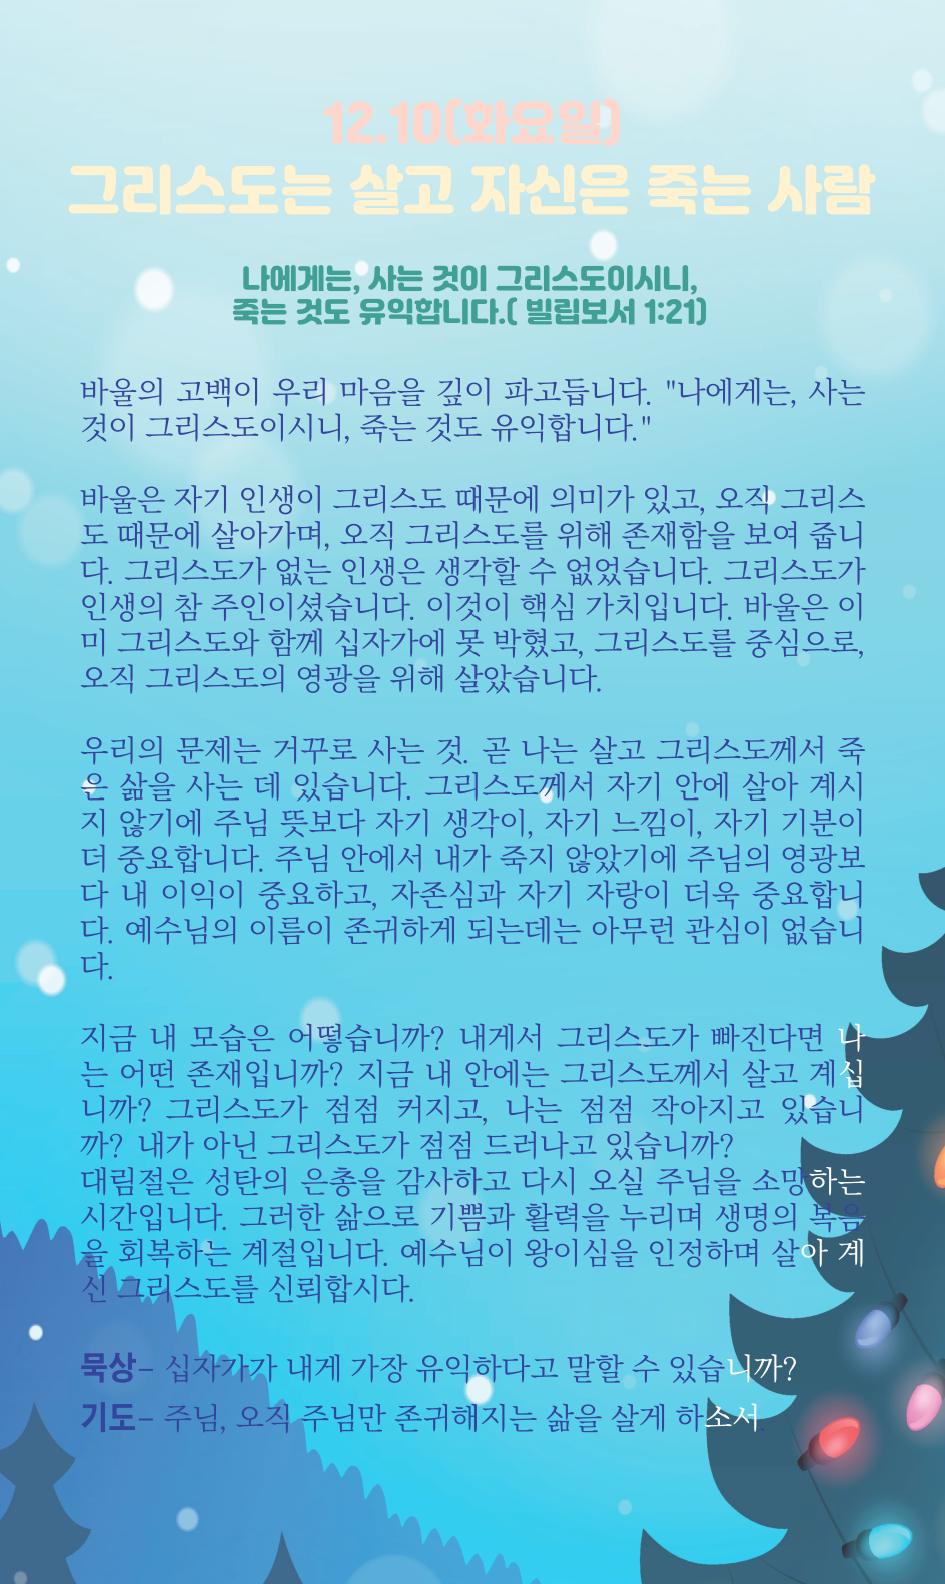 12.10(화요일)
그리스도는 살고 자신은 죽는 사람
나에게는, 사는 것이 그리스도이시니,
죽는 것도 유익합니다.( 빌립보서 1:21)
바울의 고백이 우리 마음을 깊이 파고듭니다. "나에게는, 사는
것이 그리스도이시니, 죽는 것도 유익합니다."
바울은 자기 인생이 그리스도 때문에 의미가 있고, 오직 그리스
도 때문에 살아가며, 오직 그리스도를 위해 존재함을 보여 줍니
다. 그리스도가 없는 인생은 생각할 수 없었습니다. 그리스도가
인생의 참 주인이셨습니다. 이것이 핵심 가치입니다. 바울은 이
미 그리스도와 함께 십자가에 못 박혔고, 그리스도를 중심으로,
오직 그리스도의 영광을 위해 살았습니다.
우리의 문제는 거꾸로 사는 것. 곧 나는 살고 그리스도께서 죽
은 삶을 사는 데 있습니다. 그리스도께서 자기 안에 살아 계시
지 않기에 주님 뜻보다 자기 생각이, 자기 느낌이, 자기 기분이
더 중요합니다. 주님 안에서 내가 죽지 않았기에 주님의 영광보
다 내 이익이 중요하고, 자존심과 자기 자랑이 더욱 중요합니
다. 예수님의 이름이 존귀하게 되는데는 아무런 관심이 없습니
다.
지금 내 모습은 어떻습니까? 내게서 그리스도가 빠진다면 나
는 어떤 존재입니까? 지금 내 안에는 그리스도께서 살고 계십
니까? 그리스도가 점점 커지고, 나는 점점 작아지고 있습니
까? 내가 아닌 그리스도가 점점 드러나고 있습니까?
대림절은 성탄의 은총을 감사하고 다시 오실 주님을 소망하는
시간입니다. 그러한 삶으로 기쁨과 활력을 누리며 생명의 복음
을 회복하는 계절입니다. 예수님이 왕이심을 인정하며 살아 계
신 그리스도를 신뢰합시다.
묵상- 십자가가 내게 가장 유익하다고 말할 수 있습니까?
기도- 주님, 오직 주님만 존귀해지는 삶을 살게 하소서.